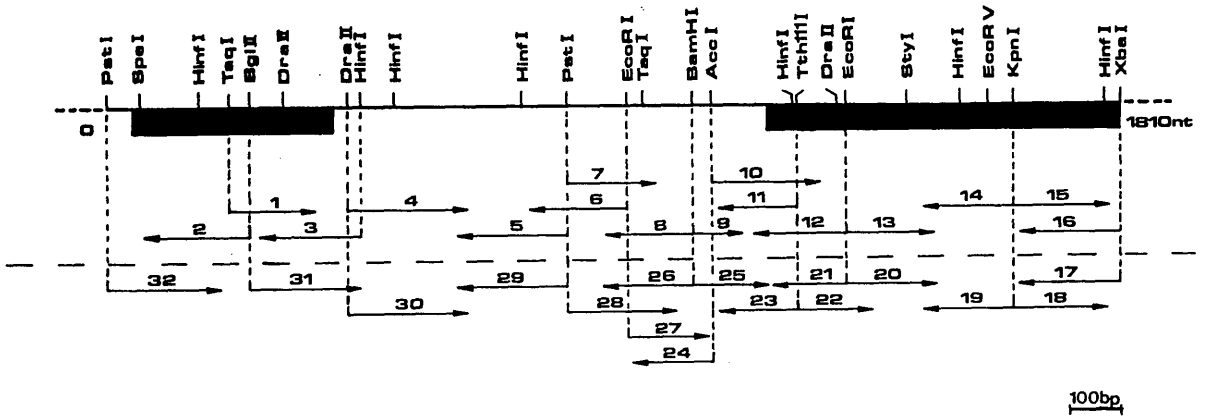 PstI
SpeI
HinfI
TaqI
BglII
DraII
DraII
HinfI
HinfI
HinfI
PstI
EcoRI
TaqI
BamHI
AccI
HinfI
Tth111I
DraII
EcoRI
StyI
HinfI
EcoRV
KpnI
HinfI
XbaI
0
1810nt
7
10
1
4
6
11
14
15
2
3
5
8
9
12
13
16
32
31
29
26
25
21
20
17
30
28
23
22
19
18
27
24
100bp